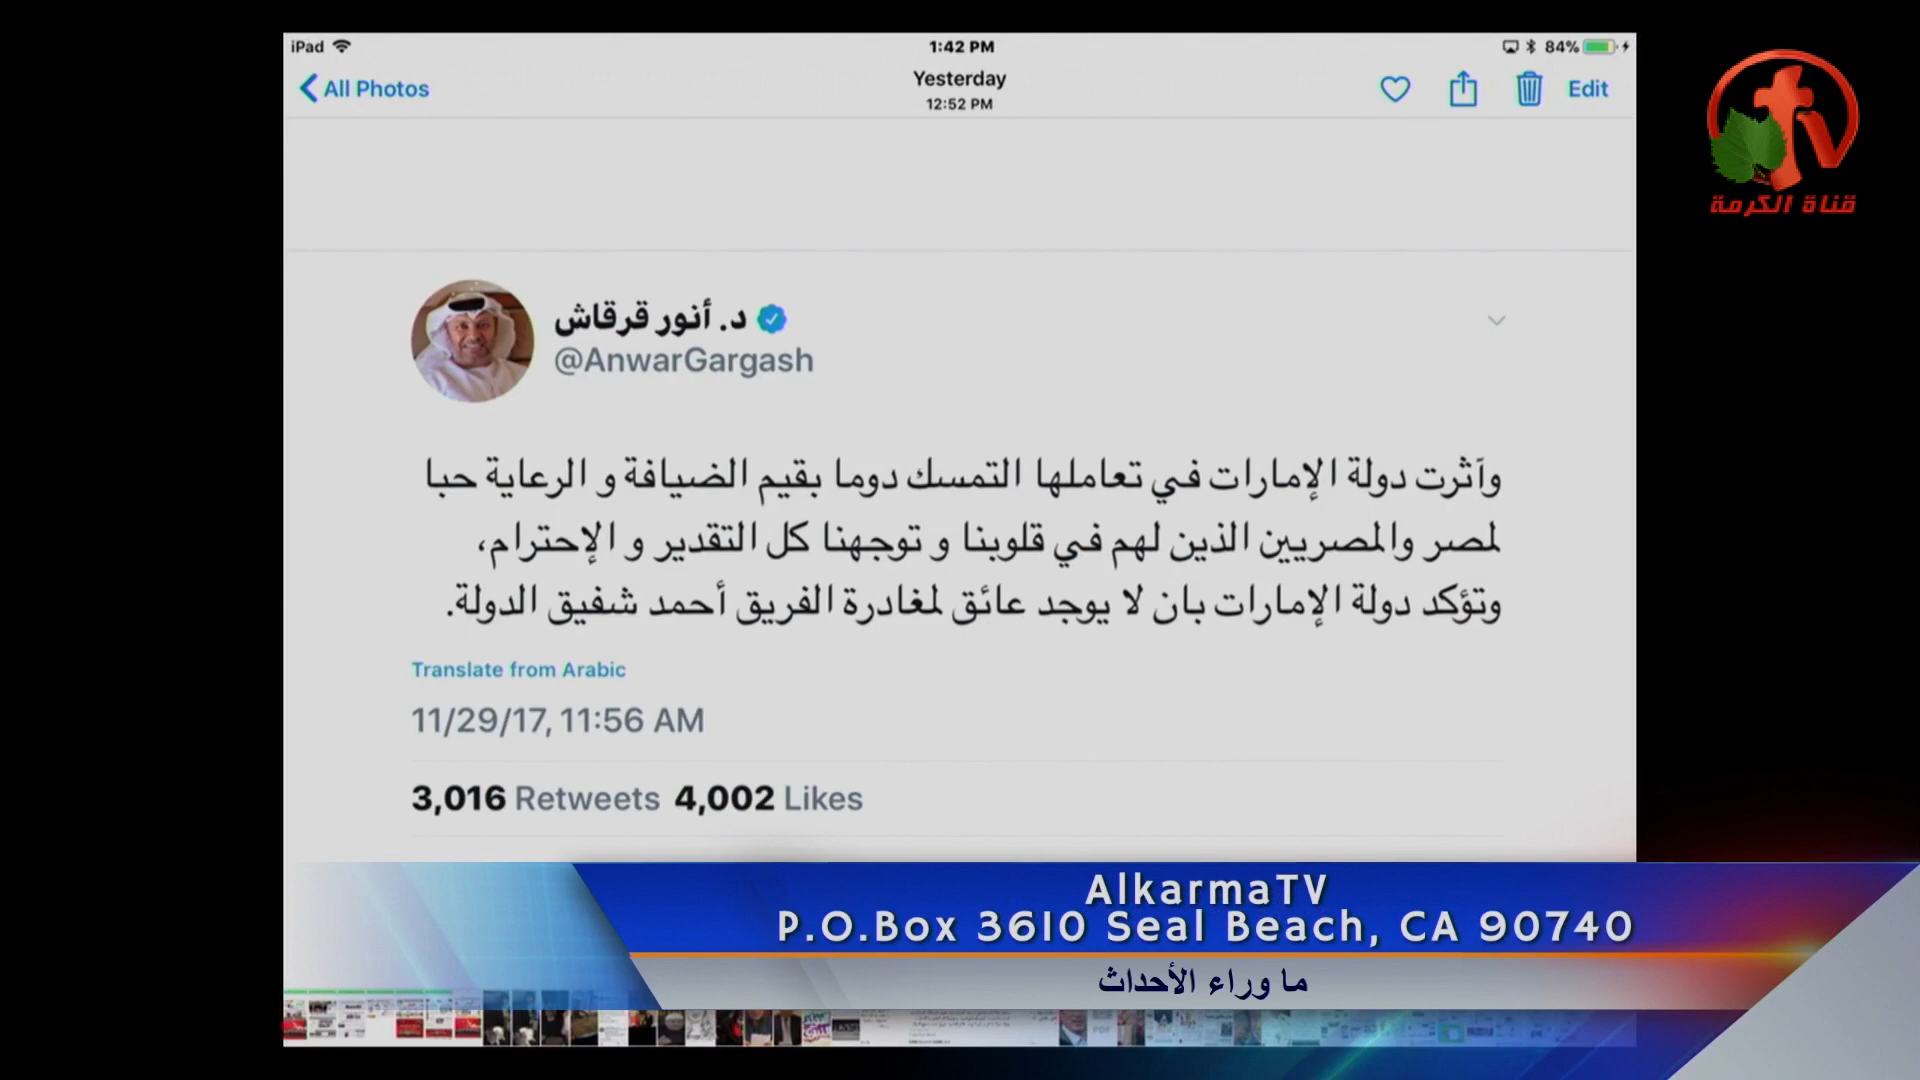 iPad
1:42 PM
84%
All Photos
Yesterday
12:52 PM
Edit
قناة الكرمة
د. أنور قرقاش
@AnwarGargash
وآثرت دولة الإمارات في تعاملها التمسك دوما بقيم الضيافة و الرعاية حبا
لمصر والمصريين الذين لهم في قلوبنا و توجهنا كل التقدير و الإحترام،
وتؤكد دولة الإمارات بان لا يوجد عائق لمغادرة الفريق أحمد شفيق الدولة.
Translate from Arabic
11/29/17, 11:56 AM
3,016 Retweets 4,002 Likes
AlkarmaTV
P.O.Box 3610 Seal Beach, CA 90740
ما وراء الأحداث